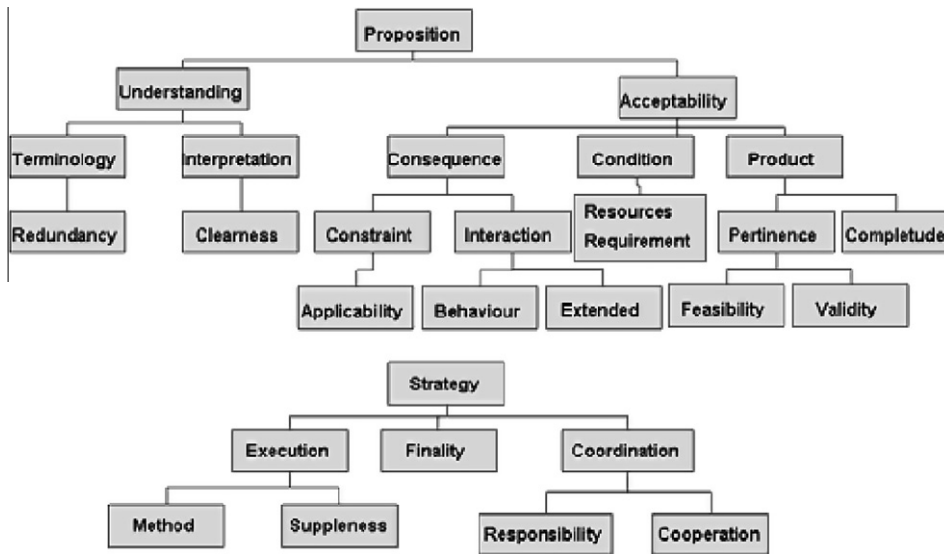 Proposition
Understanding
Acceptability
Terminology
Interpretation
Consequence
Condition
Product
Redundancy
Clearness
Constraint
Interaction
Resources
Requirement
Pertinence
Completude
Applicability
Behaviour
Extended
Feasibility
Validity
Strategy
Execution
Finality
Coordination
Method
Suppleness
Responsibility
Cooperation